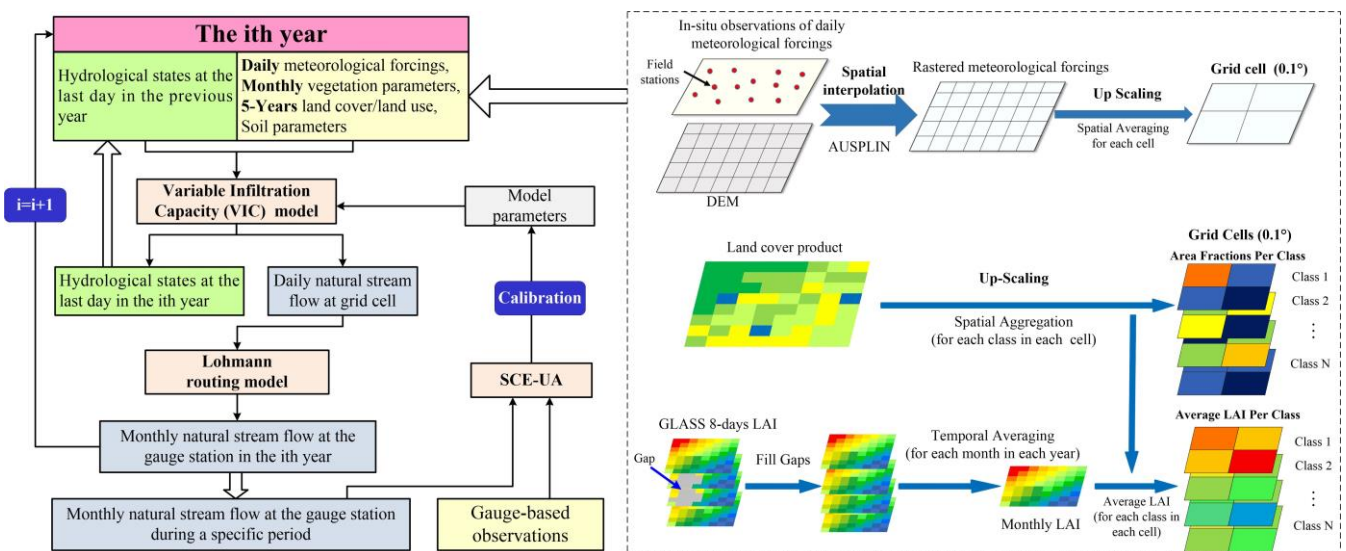 The ith year
Hydrological states at the
last day in the previous
year
Daily meteorological forcings,
Monthly vegetation parameters,
5-Years land cover/land use,
Soil parameters
i=i+1
Variable Infiltration
Capacity (VIC) model
Model
parameters
Hydrological states at the
last day in the ith year
Daily natural stream
flow at grid cell
Calibration
Lohmann
routing model
SCE-UA
Monthly natural stream flow at the
gauge station in the ith year
Monthly natural stream flow at the gauge station
during a specific period
Gauge-based
observations
In-situ observations of daily
meteorological forcings
Field
stations
DEM
Spatial
interpolation
AUSPLIN
Rastered meteorological forcings
Up Scaling
Spatial Averaging
for each cell
Grid cell (0.1°)
Land cover product
Up-Scaling
Spatial Aggregation
(for each class in each cell)
Grid Cells (0.1°)
Area Fractions Per Class
Class 1
Class 2
⋮
Class N
GLASS 8-days LAI
Gap
Fill Gaps
Temporal Averaging
(for each month in each year)
Monthly LAI
Average LAI
(for each class in
each cell)
Average LAI Per Class
Class 1
Class 2
⋮
Class N